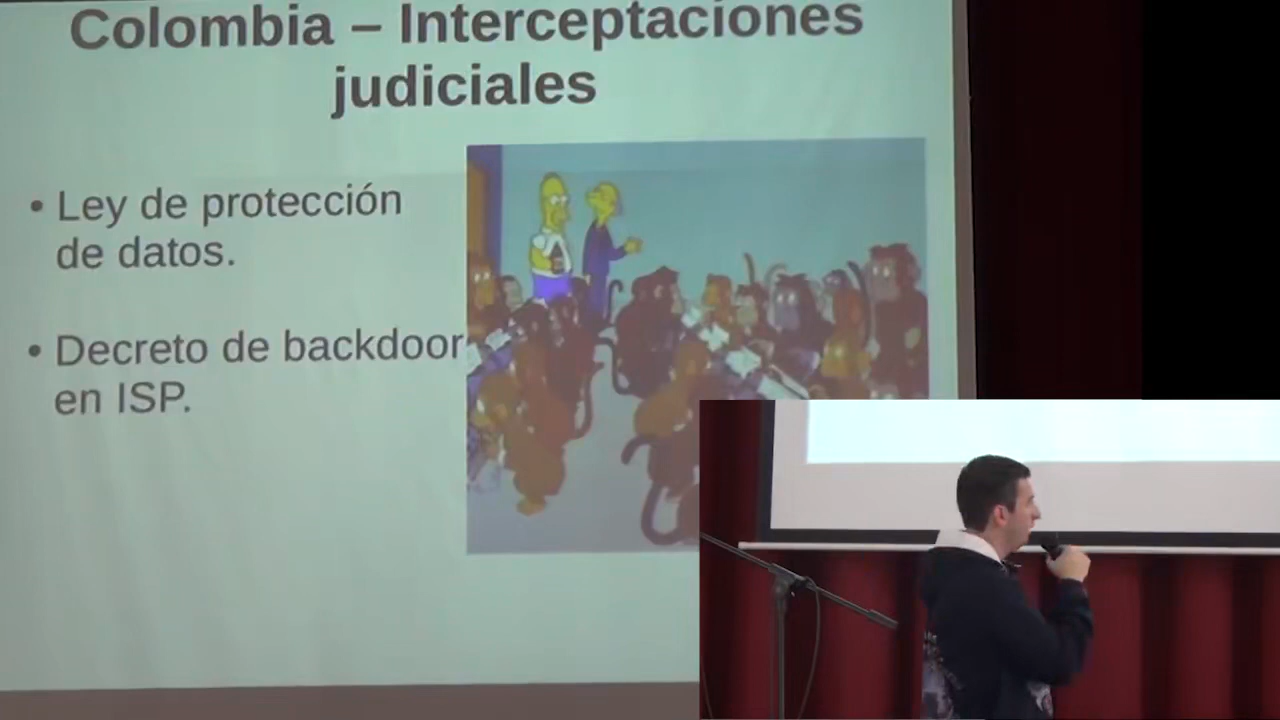 Colombia – Interceptaciones
judiciales
• Ley de protección
de datos.
• Decreto de backdoor
en ISP.